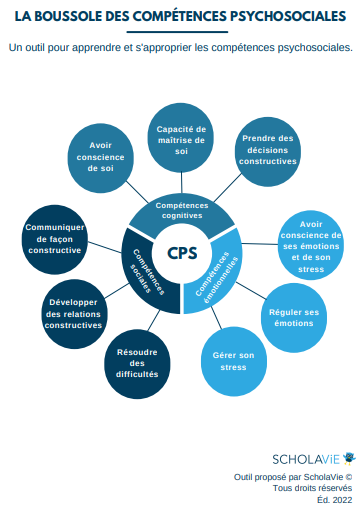 LA BOUSSOLE DES COMPÉTENCES PSYCHOSOCIALES
Un outil pour apprendre et s'approprier les compétences psychosociales.
Capacité de
maîtrise de
soi
Avoir
conscience
de soi
Prendre des
décisions
constructives
Compétences
cognitives
Communiquer
de façon
constructive
Avoir
conscience de
ses émotions
et de son
stress
CPS
Compétences
sociales
Compétences
émotionnelles
Développer
des relations
constructives
Réguler ses
émotions
Résoudre
des
difficultés
Gérer son
stress
SCHOLAVIE
Outil proposé par ScholaVie ©
Tous droits réservés
Éd. 2022